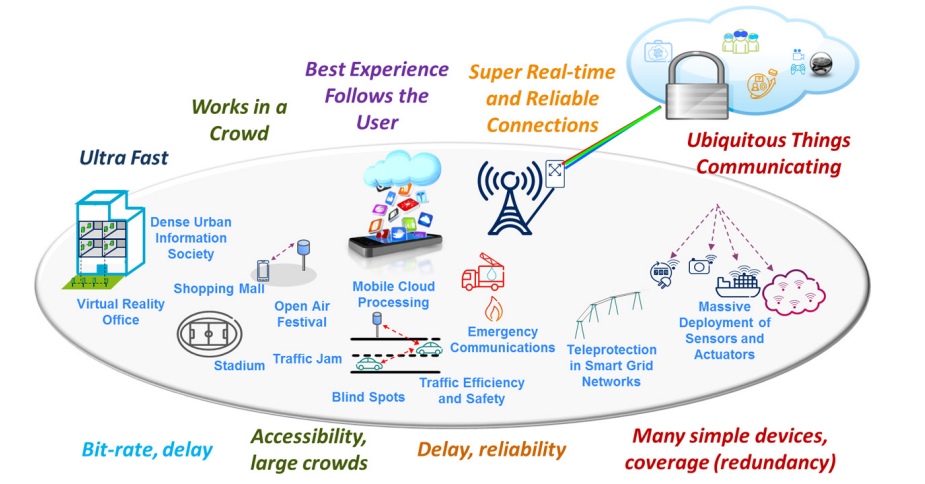 Best Experience
Follows the
User
Super Real-time
and Reliable
Connections
Works in a
Crowd
Ubiquitous Things
Communicating
Ultra Fast
Dense Urban
Information
Society
Shopping Mall
Virtual Reality
Office
Open Air
Festival
Mobile Cloud
Processing
Emergency
Communications
Massive
Deployment of
Sensors and
Actuators
Teleprotection
in Smart Grid
Networks
Stadium
Traffic Jam
Blind Spots
Traffic Efficiency
and Safety
Bit-rate, delay
Accessibility,
large crowds
Delay, reliability
Many simple devices,
coverage (redundancy)